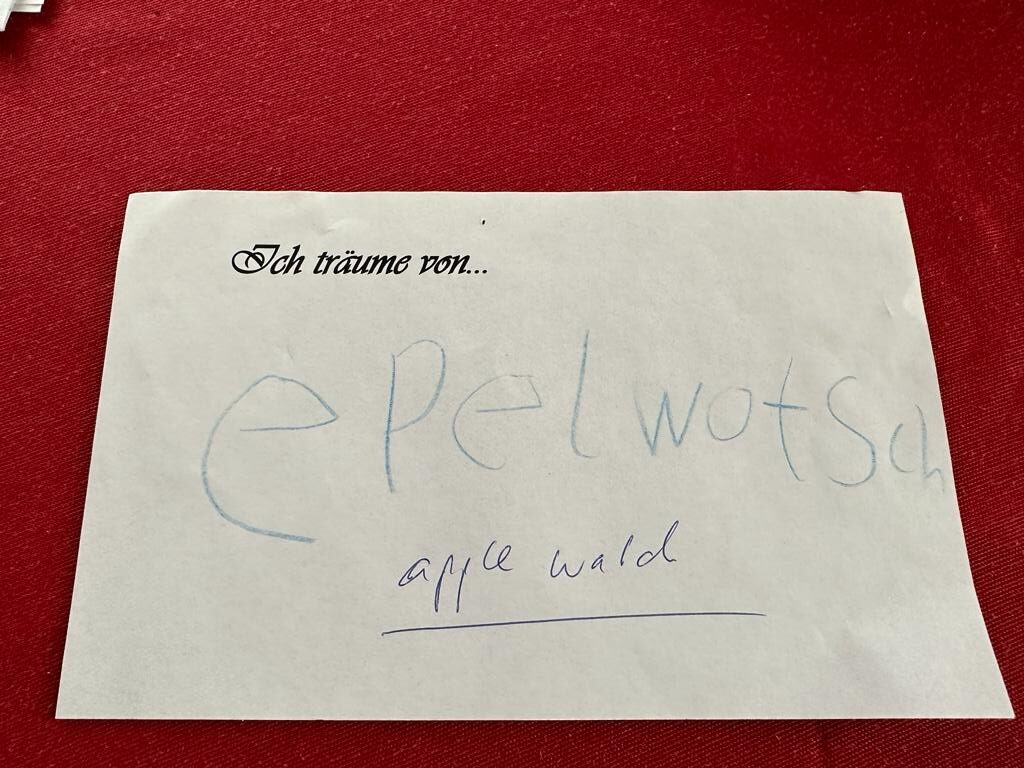 Ich träume von...
epelwotsch
apple wald